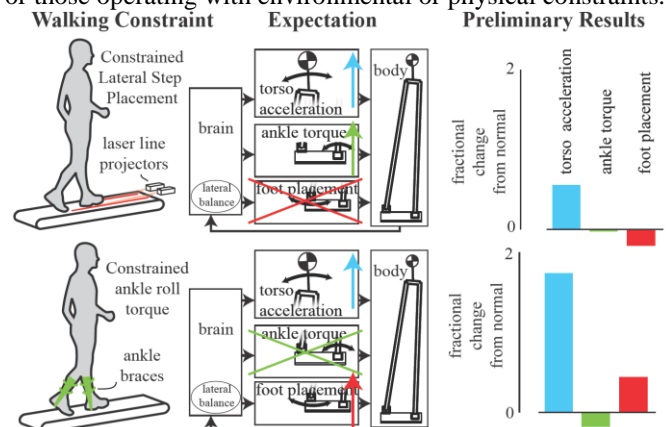 or those operating with environmental or physical constraints.
Walking Constraint
Expectation
Preliminary Results
Constrained
Lateral Step
Placement
laser line
projectors
brain
lateral
balance
torso
acceleration
ankle torque
foot placement
body
fractional
change
from normal
2
0
torso acceleration
ankle torque
foot placement
Constrained
ankle roll
torque
ankle
braces
brain
lateral
balance
torso
acceleration
ankle torque
foot placement
body
fractional
change
from normal
2
0